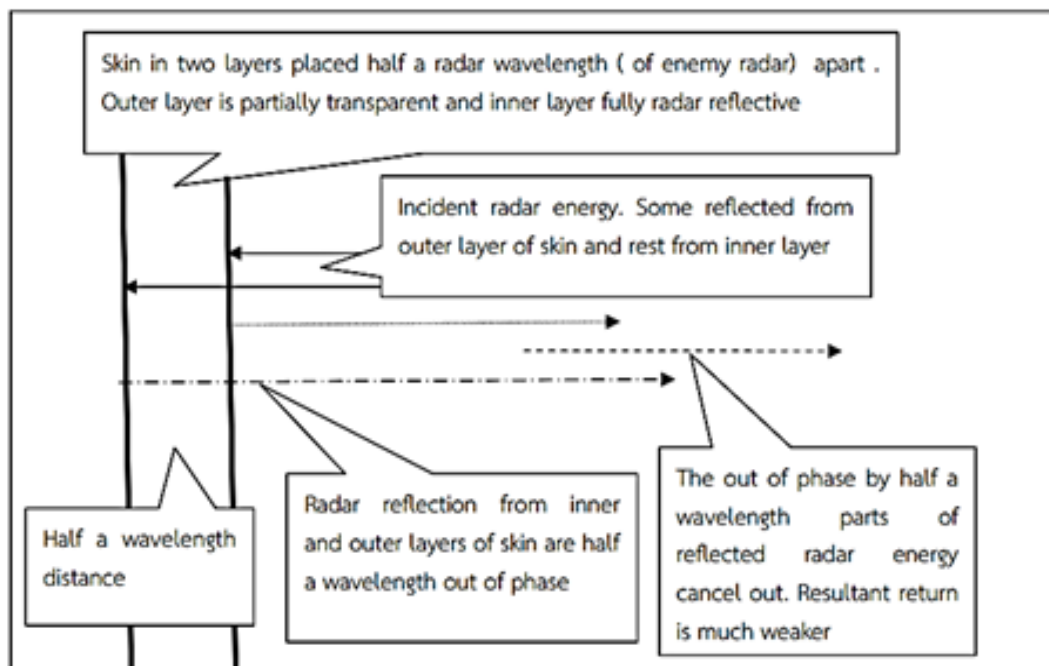 Skin in two layers placed half a radar wavelength ( of enemy radar) apart .
Outer layer is partially transparent and inner layer fully radar reflective
Incident radar energy. Some reflected from
outer layer of skin and rest from inner layer
Half a wavelength
distance
Radar reflection from inner
and outer layers of skin are half
a wavelength out of phase
The out of phase by half a
wavelength parts of
reflected radar energy
cancel out. Resultant return
is much weaker